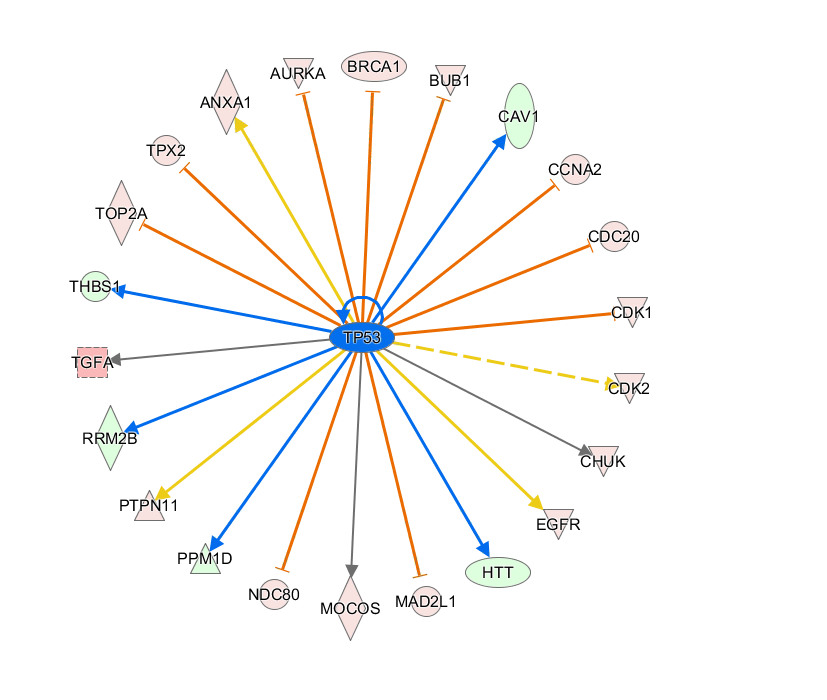 BRCA1
AURKA
BUB1
ANXA1
CAV1
TPX2
CCNA2
TOP2A
CDC20
THBS1
CDK1
TP53
TGFA
CDK2
RRM2B
CHUK
PTPN11
EGFR
PPM1D
HTT
NDC80
MAD2L1
MOCOS